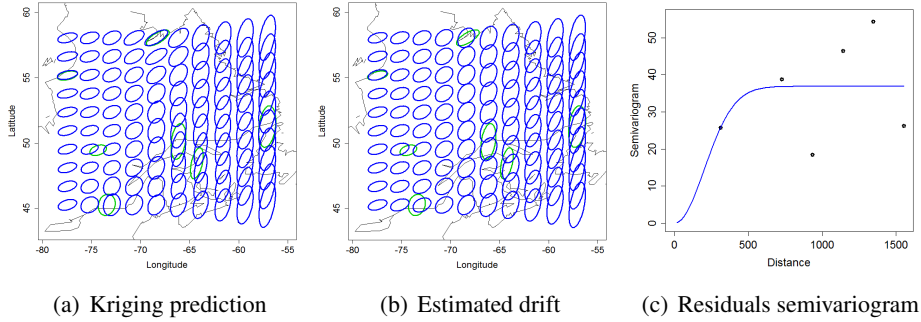 60
55
50
45
Latitude
-80 -75 -70 -65 -60 -55
Longitude
(a) Kriging prediction
60
55
50
45
Latitude
-80 -75 -70 -65 -60 -55
Longitude
(b) Estimated drift
50
40
30
20
10
0
Semivariogram
0 500 1000 1500
Distance
(c) Residuals semivariogram